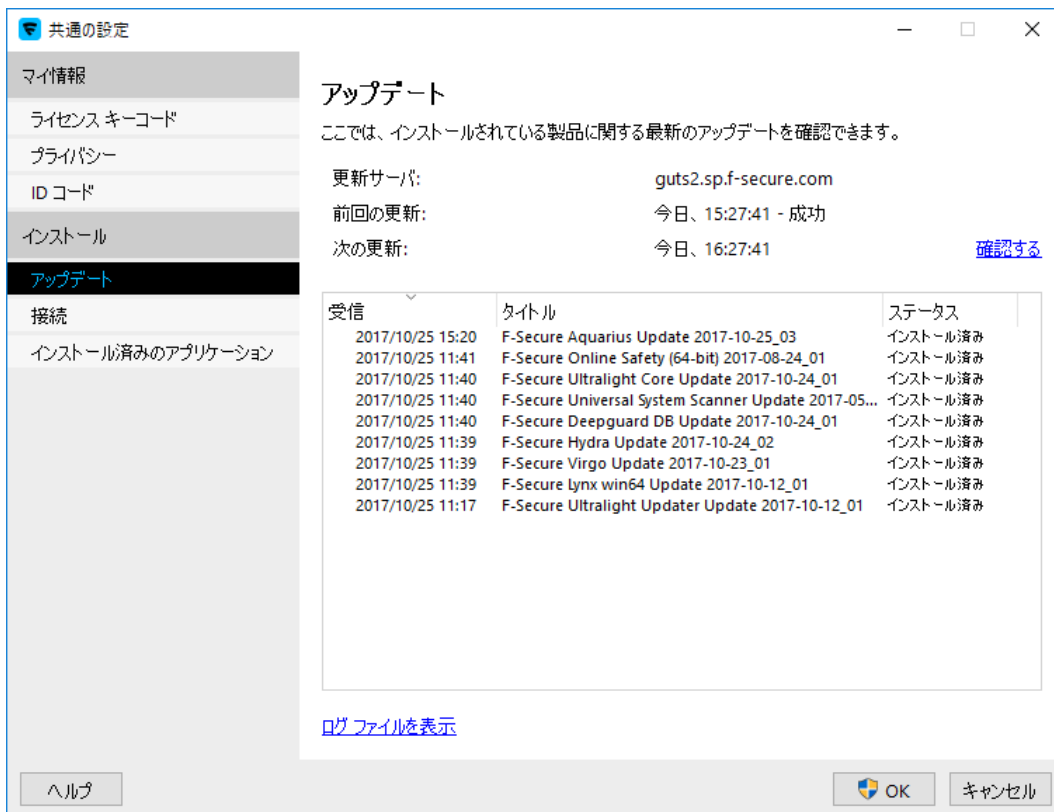 共通の設定
マイ情報
ライセンス キーコード
プライバシー
ID コード
インストール
アップデート
接続
インストール済みのアプリケーション
アップデート
ここでは、インストールされている製品に関する最新のアップデートを確認できます。
更新サーバ: guts2.sp.f-secure.com
前回の更新: 今日、15:27:41 - 成功
次の更新: 今日、16:27:41 確認する
受信 タイトル ステータス
2017/10/25 15:20 F-Secure Aquarius Update 2017-10-25_03 インストール済み
2017/10/25 11:41 F-Secure Online Safety (64-bit) 2017-08-24_01 インストール済み
2017/10/25 11:40 F-Secure Ultralight Core Update 2017-10-24_01 インストール済み
2017/10/25 11:40 F-Secure Universal System Scanner Update 2017-05... インストール済み
2017/10/25 11:40 F-Secure Deepguard DB Update 2017-10-24_01 インストール済み
2017/10/25 11:39 F-Secure Hydra Update 2017-10-24_02 インストール済み
2017/10/25 11:39 F-Secure Virgo Update 2017-10-23_01 インストール済み
2017/10/25 11:39 F-Secure Lynx win64 Update 2017-10-12_01 インストール済み
2017/10/25 11:17 F-Secure Ultralight Updater Update 2017-10-12_01 インストール済み
ログ ファイルを表示
ヘルプ OK キャンセル